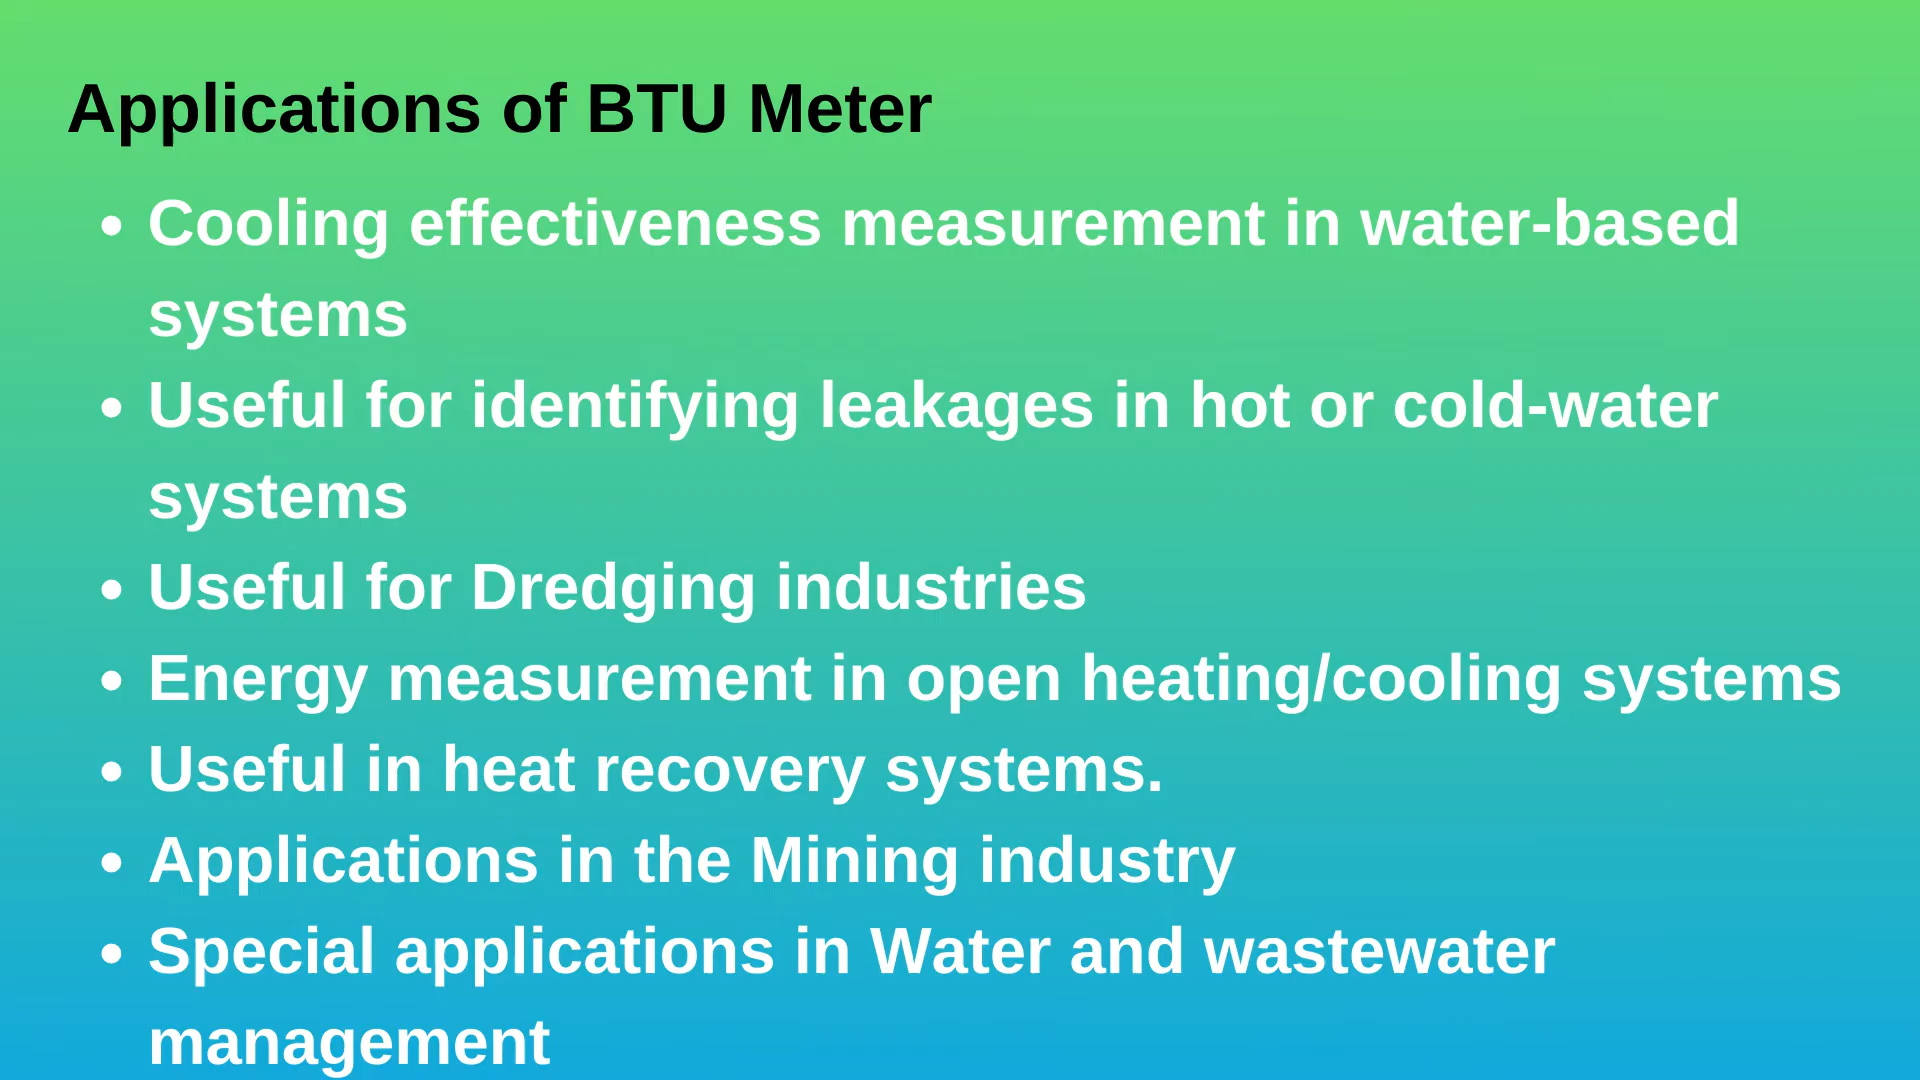 Applications of BTU Meter
• Cooling effectiveness measurement in water-based
systems
• Useful for identifying leakages in hot or cold-water
systems
• Useful for Dredging industries
• Energy measurement in open heating/cooling systems
• Useful in heat recovery systems.
• Applications in the Mining industry
• Special applications in Water and wastewater
management